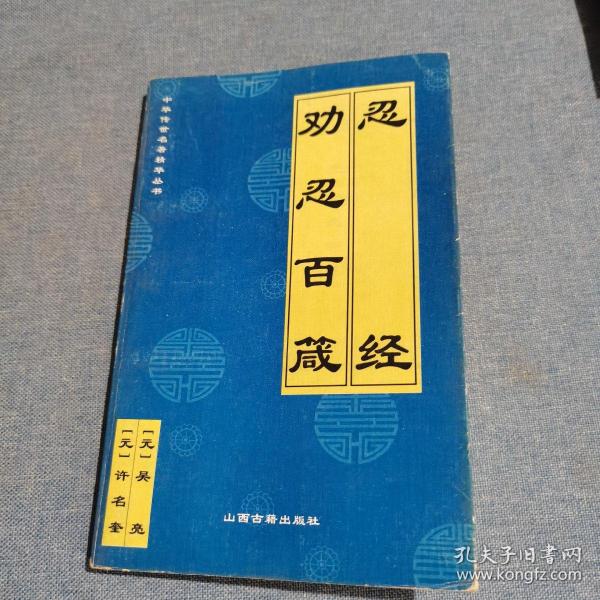 忍经
劝忍百箴
中华传世名著精华丛书
［元］吴亮
［元］许名奎
山西古籍出版社
孔夫子旧书网
www.kongfz.com